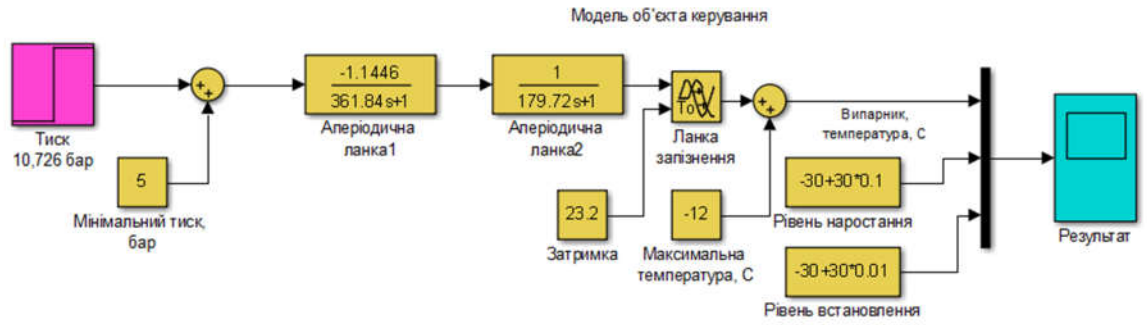 Модель об'єкта керування
Тиск
10,726 бар
5
Мінімальний тиск,
бар
-1.1446
361.84s+1
Аперіодична
ланка1
1
179.72s+1
Аперіодична
ланка2
To
Ланка
запізнення
23.2
Затримка
-12
Максимальна
температура, С
Випарник,
температура, С
-30+30*0.1
Рівень наростання
-30+30*0.01
Рівень встановлення
Результат